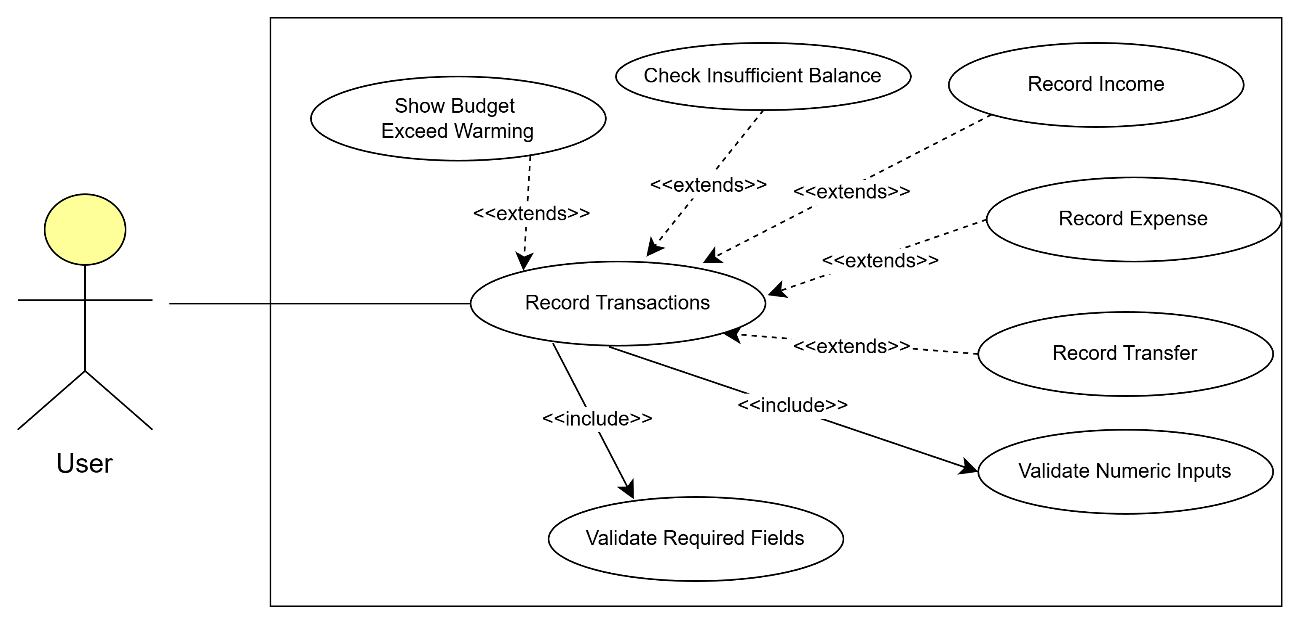 Show Budget
Exceed Warming
Check Insufficient Balance
Record Income
<<extends>>
<<extends>>
<<extends>>
Record Expense
<<extends>>
Record Transactions
<<extends>>
Record Transfer
<<include>>
<<include>>
User
Validate Numeric Inputs
Validate Required Fields